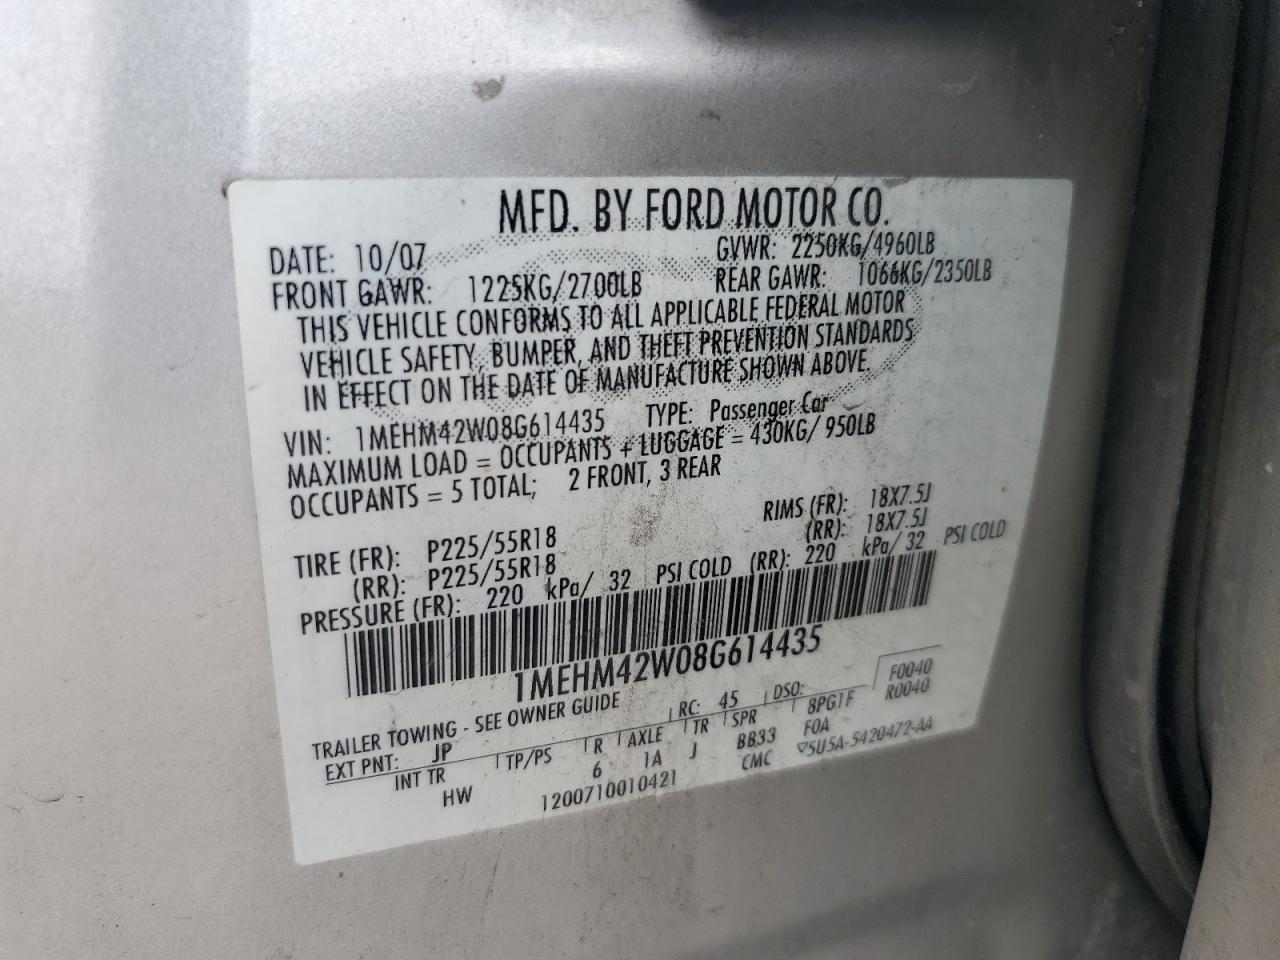 MFD. BY FORD MOTOR CO.
DATE: 10/07 GVWR: 2250KG/4960LB
FRONT GAWR: 1225KG/2700LB REAR GAWR: 1066KG/2350LB
THIS VEHICLE CONFORMS TO ALL APPLICABLE FEDERAL MOTOR
VEHICLE SAFETY, BUMPER, AND THEFT PREVENTION STANDARDS
IN EFFECT ON THE DATE OF MANUFACTURE SHOWN ABOVE.
VIN: 1MEHM42W08G614435 TYPE: Passenger Car
MAXIMUM LOAD = OCCUPANTS + LUGGAGE = 430KG/ 950LB
OCCUPANTS = 5 TOTAL; 2 FRONT, 3 REAR
TIRE (FR): P225/55R18 RIMS (FR): 18X7.5J
(RR): P225/55R18 (RR): 18X7.5J
PRESSURE (FR): 220 kPa/ 32 PSI COLD (RR): 220 kPa/ 32 PSI COLD
1MEHM42W08G614435
TRAILER TOWING - SEE OWNER GUIDE F0040
EXT PNT: JP RC: 45 DSO: R0040
INT TR TP/PS R AXLE TR SPR 8PG1F
HW 6 1A J BB33 FOA
1200710010421 CMC ▽5U5A-5420472-AA